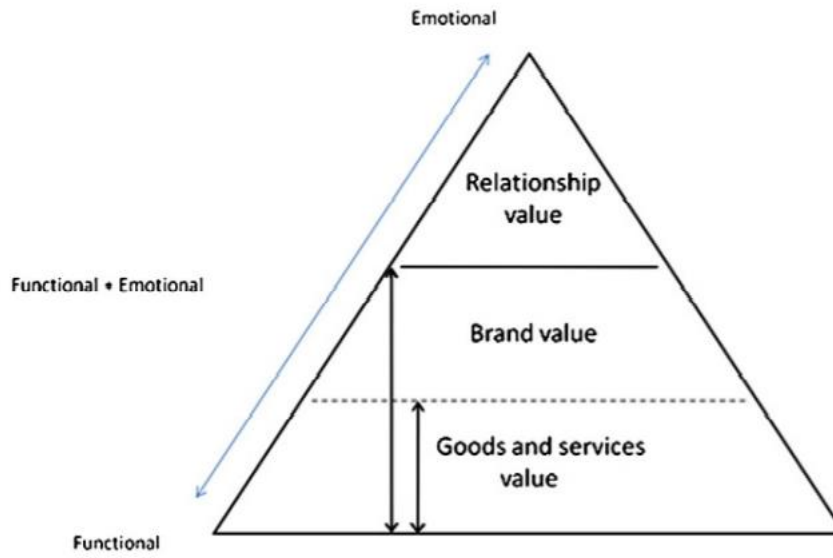 Emotional
Relationship
value
Functional + Emotional
Brand value
Goods and services
value
Functional